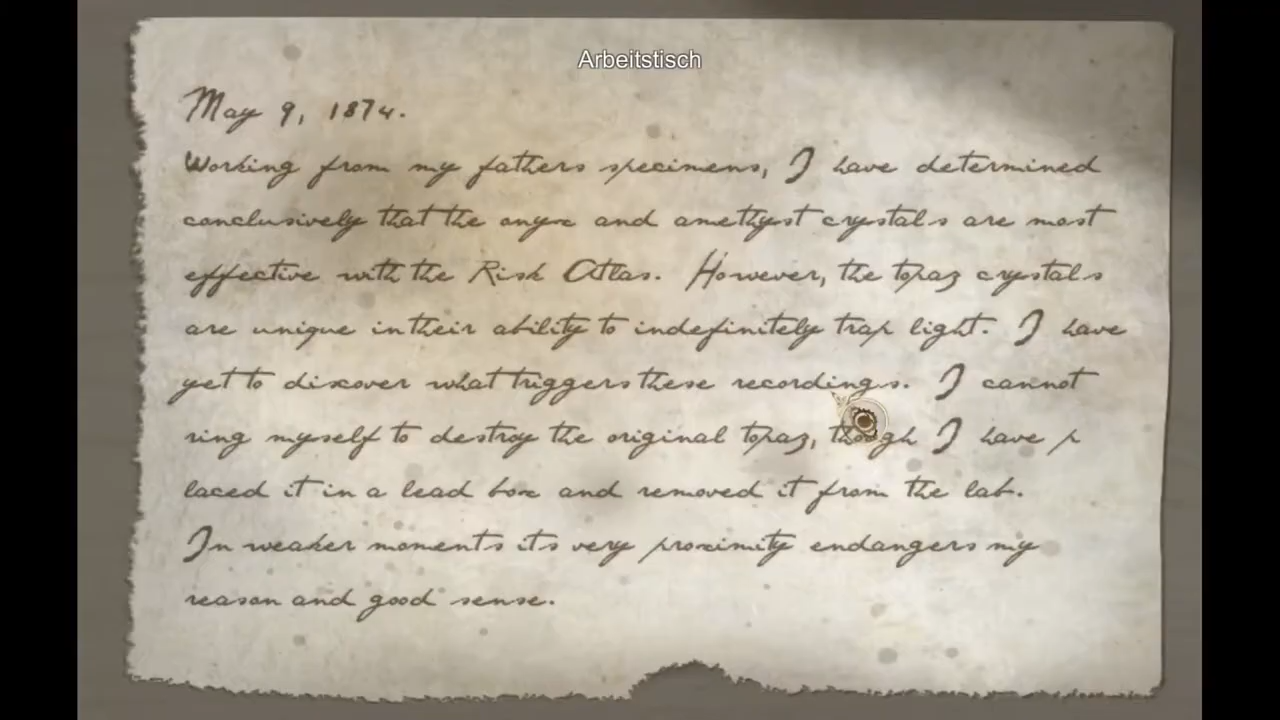 Arbeitstisch
May 9, 1874.
Working from my fathers specimens, I have determined
conclusively that the onyx and amethyst crystals are most
effective with the Risk Atlas. However, the topaz crystals
are unique in their ability to indefinitely trap light. I have
yet to discover what triggers these recordings. I cannot
ring myself to destroy the original topaz, though I have p
laced it in a lead box and removed it from the lab.
In weaker moments its very proximity endangers my
reason and good sense.